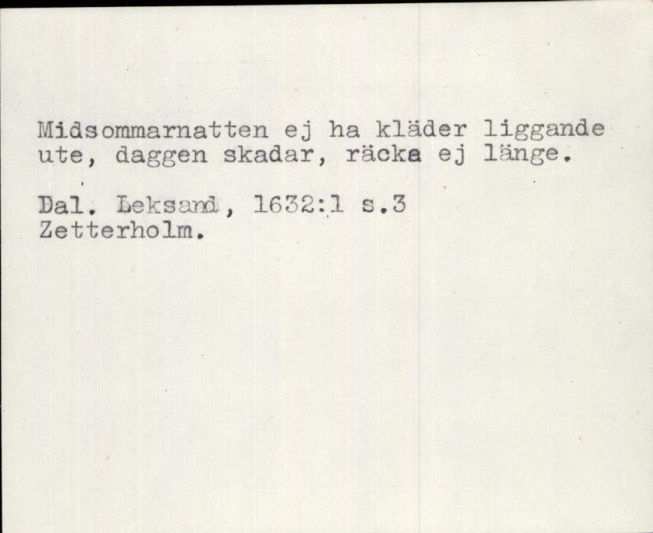 Midsommarnatten ej ha kläder liggande
ute, daggen skadar, räcka ej länge.
Dal. Leksand, 1632:1 s.3
Zetterholm.